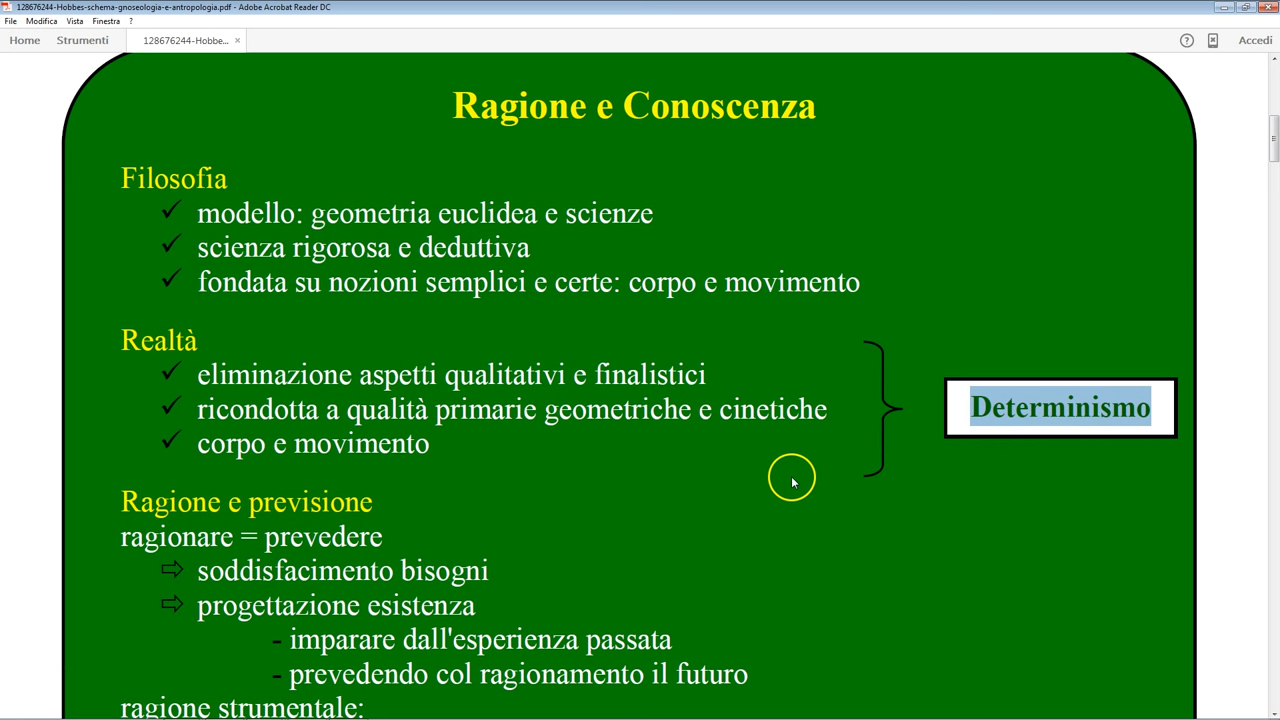 128676244-Hobbes-schema-gnoseologia-e-antropologia.pdf - Adobe Acrobat Reader DC
File Modifica Vista Finestra ?
Home Strumenti 128676244-Hobbe... × Accedi
Ragione e Conoscenza
Filosofia
modello: geometria euclidea e scienze
scienza rigorosa e deduttiva
fondata su nozioni semplici e certe: corpo e movimento
Realtà
eliminazione aspetti qualitativi e finalistici
ricondotta a qualità primarie geometriche e cinetiche
corpo e movimento
Determinismo
Ragione e previsione
ragionare = prevedere
soddisfacimento bisogni
progettazione esistenza
- imparare dall'esperienza passata
- prevedendo col ragionamento il futuro
ragione strumentale: